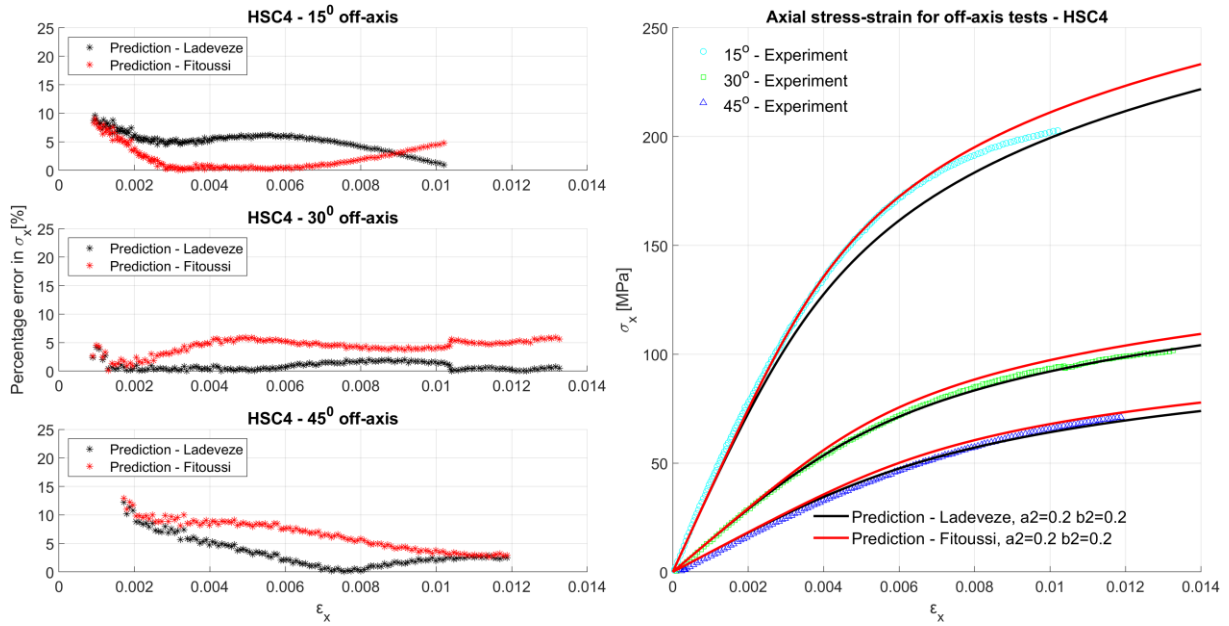 HSC4 - 15⁰ off-axis
25
20
15
10
5
0
Prediction - Ladeveze
Prediction - Fitoussi
0 0.002 0.004 0.006 0.008 0.01 0.012 0.014
Percentage error in σx[%]
HSC4 - 30⁰ off-axis
25
20
15
10
5
0
Prediction - Ladeveze
Prediction - Fitoussi
0 0.002 0.004 0.006 0.008 0.01 0.012 0.014
HSC4 - 45⁰ off-axis
25
20
15
10
5
0
Prediction - Ladeveze
Prediction - Fitoussi
0 0.002 0.004 0.006 0.008 0.01 0.012 0.014
εx
Axial stress-strain for off-axis tests - HSC4
250
200
150
100
50
0
σx [MPa]
15° - Experiment
30° - Experiment
45° - Experiment
Prediction - Ladeveze, a2=0.2 b2=0.2
Prediction - Fitoussi, a2=0.2 b2=0.2
0 0.002 0.004 0.006 0.008 0.01 0.012 0.014
εx